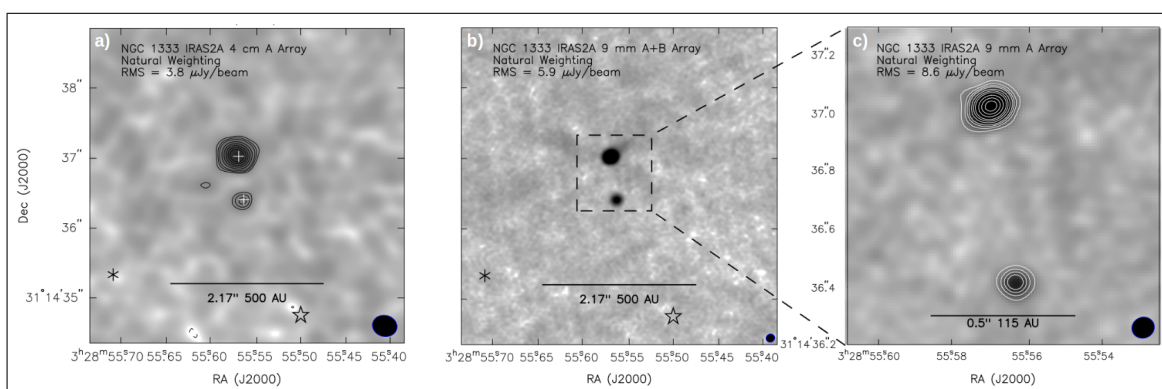 a)
NGC 1333 IRAS2A 4 cm A Array
Natural Weighting
RMS = 3.8 μJy/beam
38"
37"
36"
31°14'35"
Dec (J2000)
2.17" 500 AU
3h28m55s.70 55s.65 55s.60 55s.55 55s.50 55s.45 55s.40
RA (J2000)
b)
NGC 1333 IRAS2A 9 mm A+B Array
Natural Weighting
RMS = 5.9 μJy/beam
2.17" 500 AU
3h28m55s.70 55s.65 55s.60 55s.55 55s.50 55s.45 55s.40
RA (J2000)
c)
NGC 1333 IRAS2A 9 mm A Array
Natural Weighting
RMS = 8.6 μJy/beam
37.2"
37.0"
36.8"
36.6"
36.4"
31°14'36.2"
0.5" 115 AU
3h28m55s.60 55s.58 55s.56 55s.54
RA (J2000)